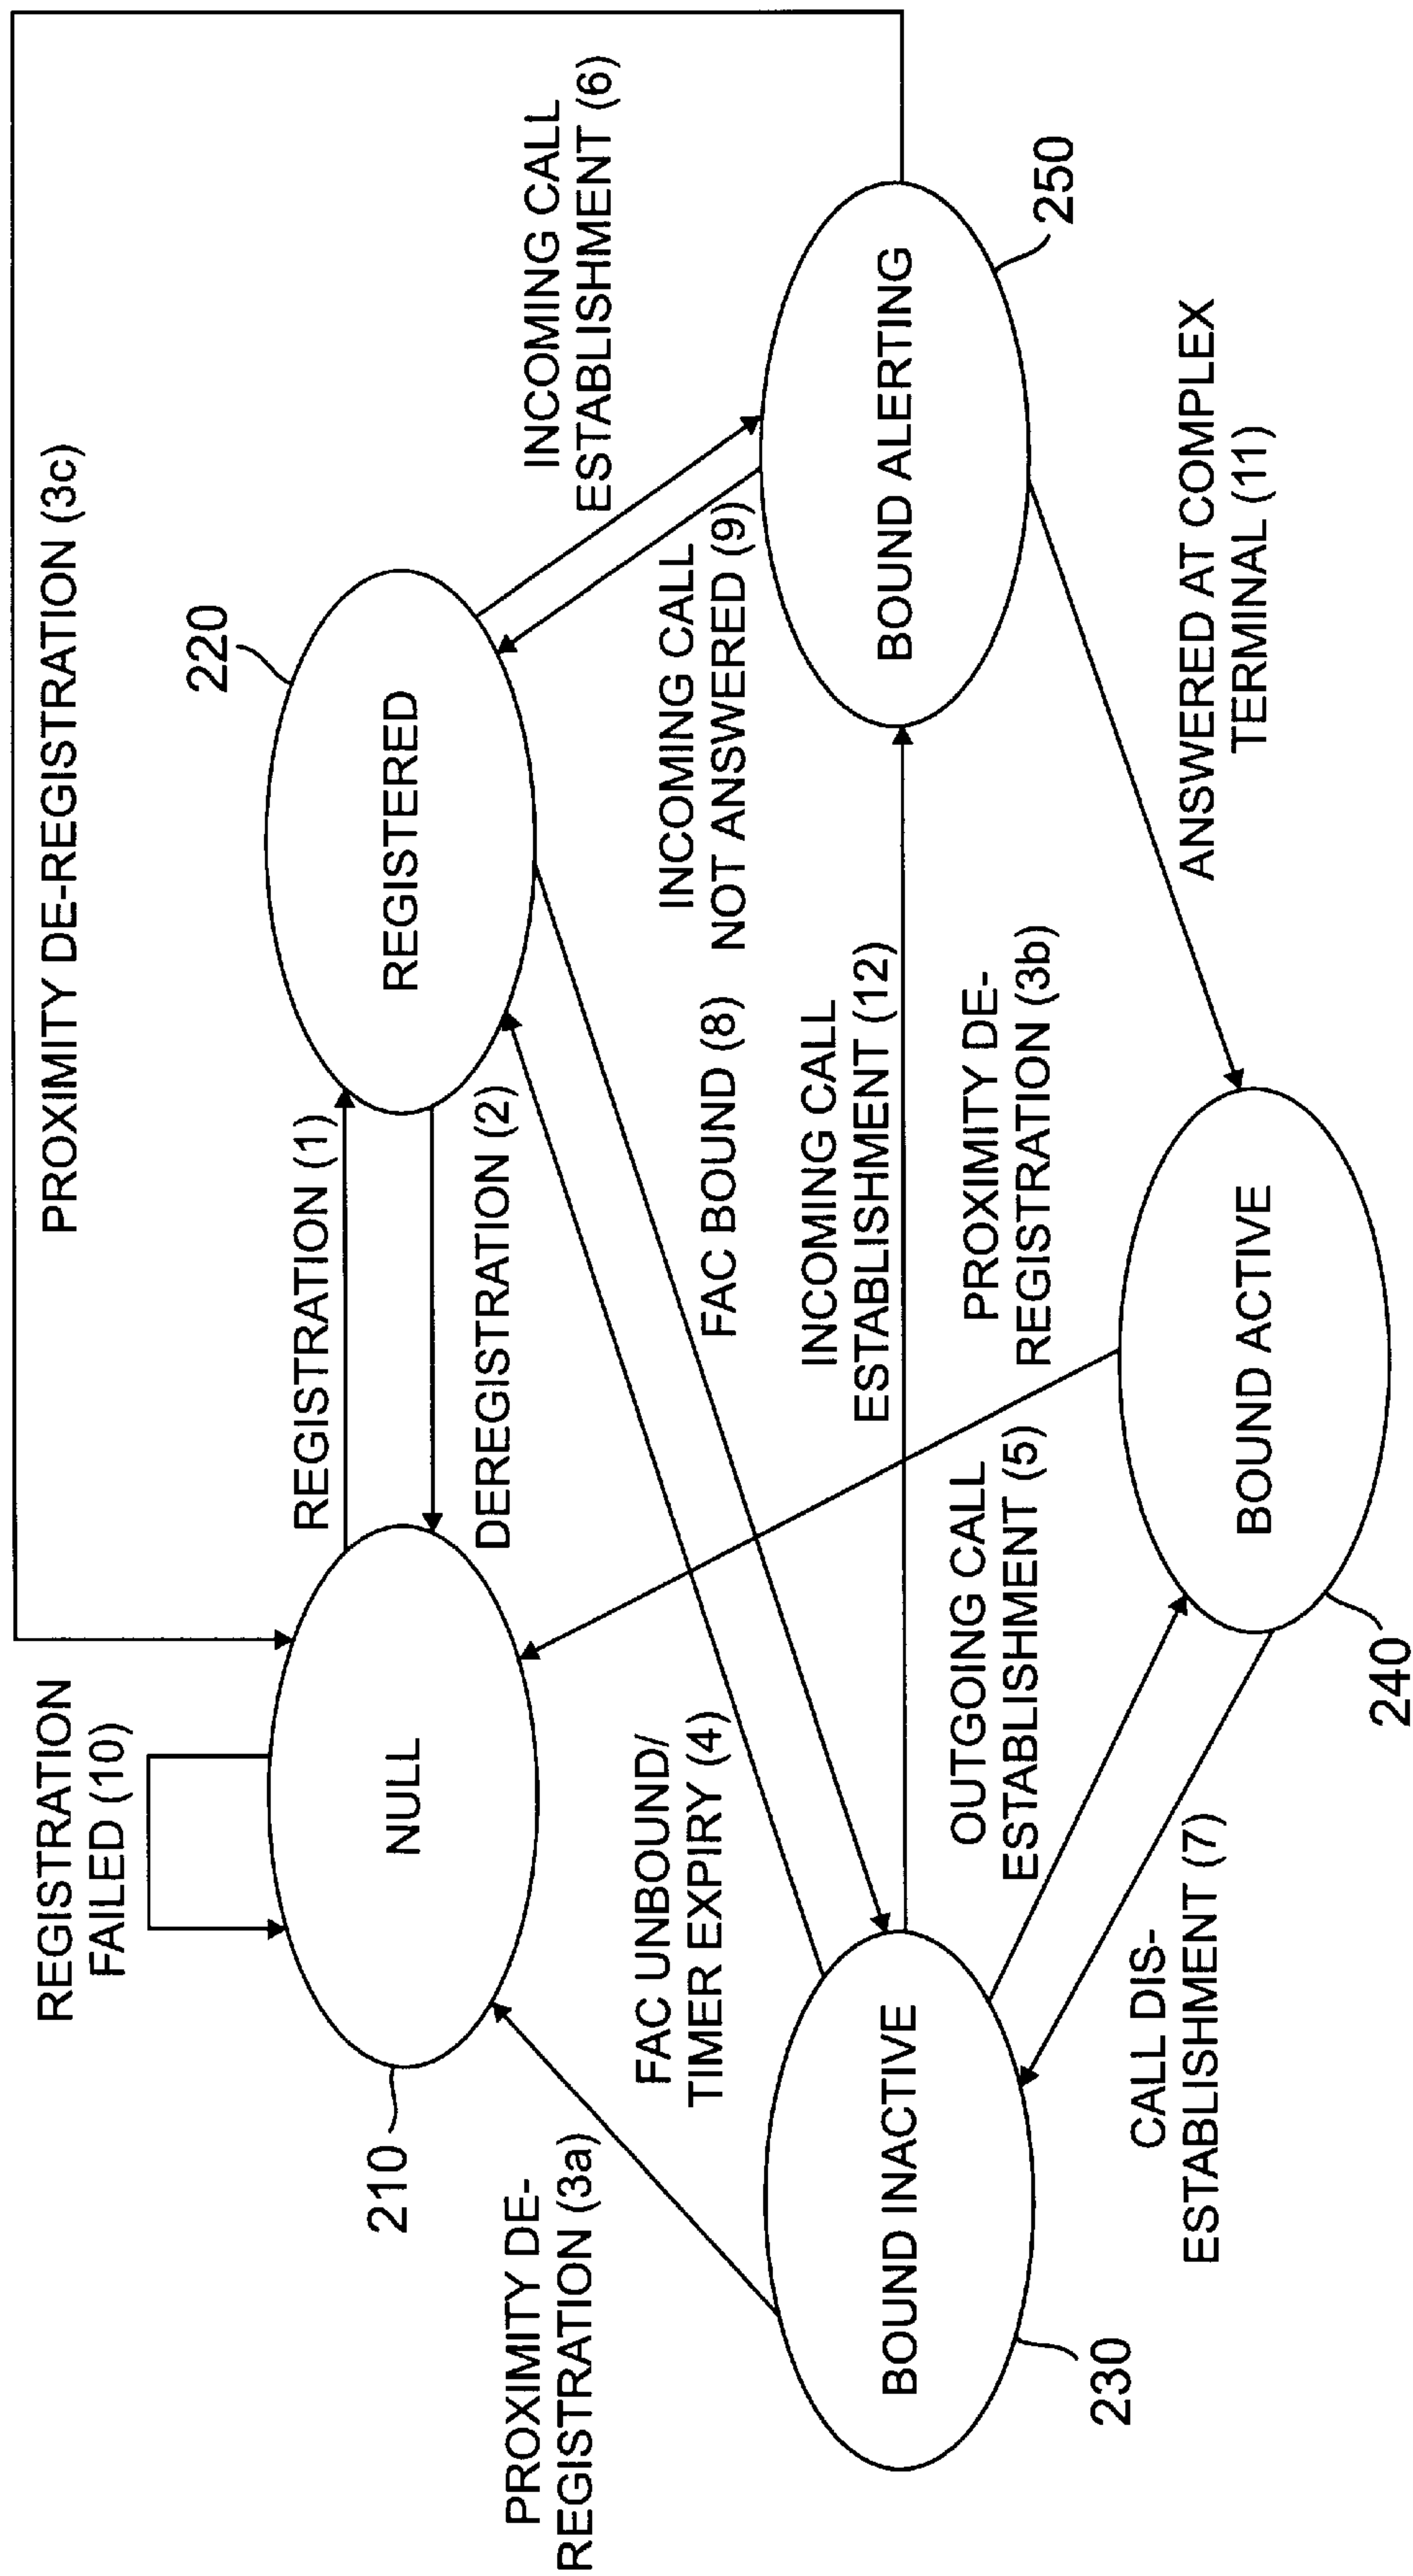 PROXIMITY DE-REGISTRATION (3c)
REGISTRATION
FAILED (10)
220
REGISTRATION (1)
210
NULL
REGISTERED
DEREGISTRATION (2)
INCOMING CALL
ESTABLISHMENT (6)
PROXIMITY DE-
REGISTRATION (3a)
FAC UNBOUND/
TIMER EXPIRY (4)
FAC BOUND (8)
INCOMING CALL
NOT ANSWERED (9)
INCOMING CALL
ESTABLISHMENT (12)
BOUND INACTIVE
BOUND ALERTING
250
OUTGOING CALL
ESTABLISHMENT (5)
PROXIMITY DE-
REGISTRATION (3b)
230
CALL DIS-
ESTABLISHMENT (7)
ANSWERED AT COMPLEX
TERMINAL (11)
BOUND ACTIVE
240